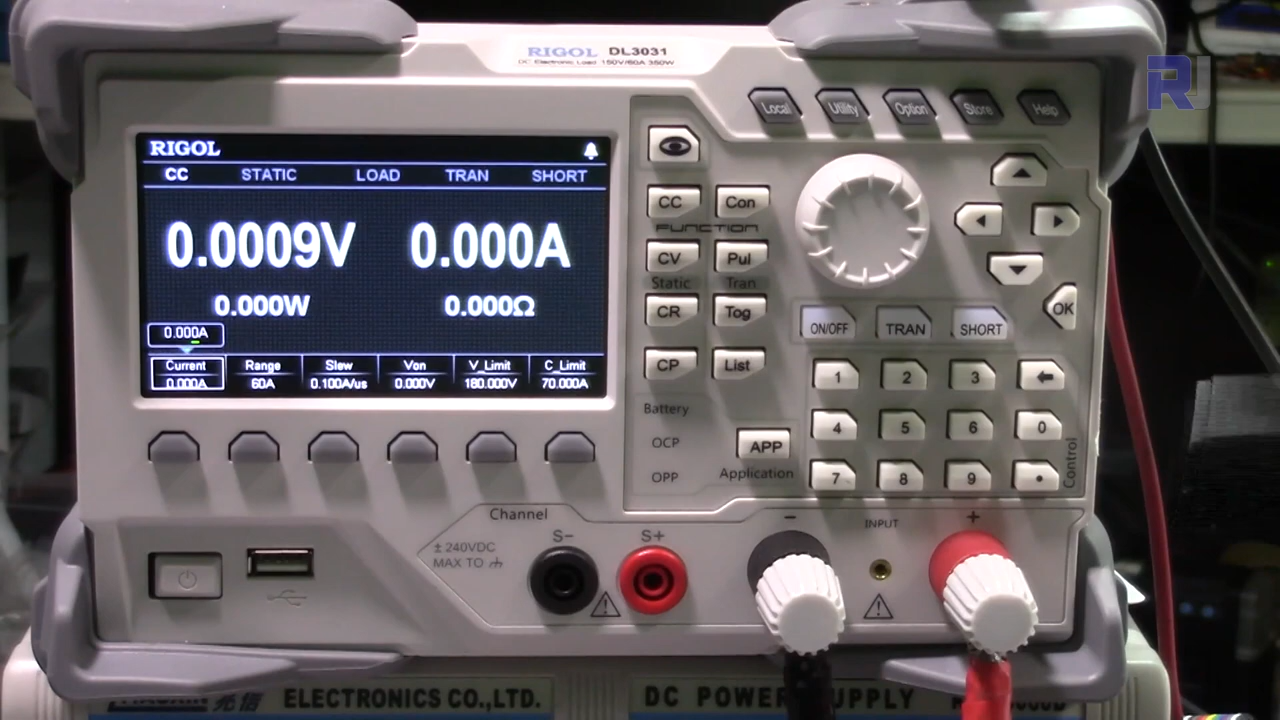 RIGOL DL3031
DC Electronic Load 150V/60A 350W
RJ
Local Utility Option Store Help
RIGOL
CC STATIC LOAD TRAN SHORT
0.0009V 0.000A
0.000W 0.000Ω
0.000A
Current Range Slew Von V_Limit C_Limit
0.000A 60A 0.100A/us 0.000V 180.000V 70.000A
CC Con
FUNCTION
CV Pul
Static Tran
CR Tog
CP List
Battery
OCP
OPP
APP
Application
OK
ON/OFF TRAN SHORT
1 2 3
4 5 6 0
7 8 9 •
Control
Channel
± 240VDC
MAX TO
S- S+
- INPUT +
ELECTRONICS CO.,LTD.
DC POWER SUPPLY